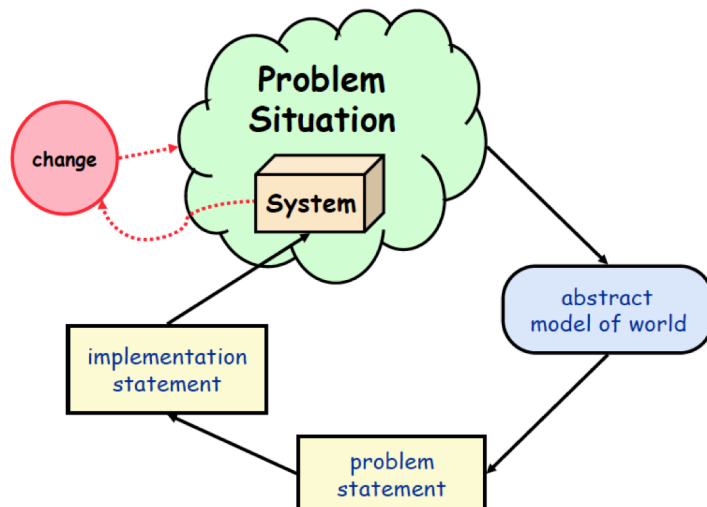 Problem
Situation
change
System
abstract
model of world
implementation
statement
problem
statement